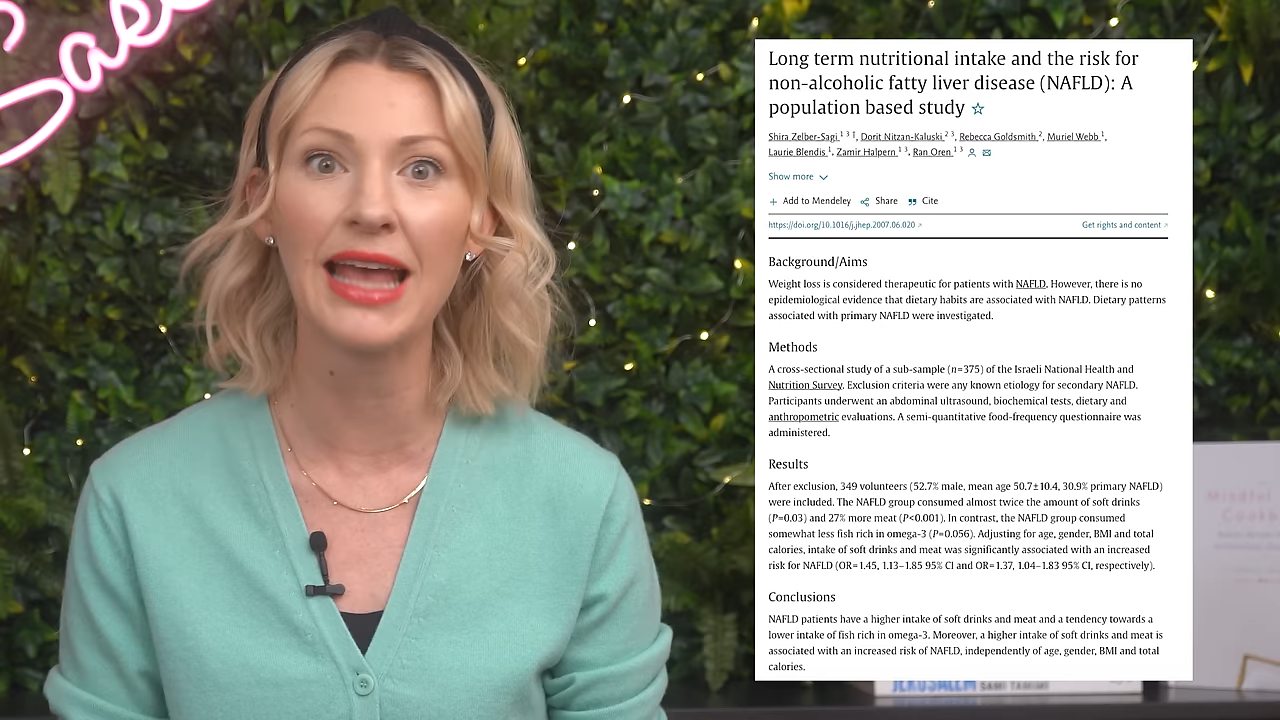 Long term nutritional intake and the risk for
non-alcoholic fatty liver disease (NAFLD): A
population based study ☆
Shira Zelber-Sagi 1 3 †, Dorit Nitzan-Kaluski 2 3, Rebecca Goldsmith 2, Muriel Webb 1,
Laurie Blendis 1, Zamir Halpern 1 3, Ran Oren 1 3
Show more
+ Add to Mendeley Share Cite
https://doi.org/10.1016/j.jhep.2007.06.020 ↗ Get rights and content ↗
Background/Aims
Weight loss is considered therapeutic for patients with NAFLD. However, there is no
epidemiological evidence that dietary habits are associated with NAFLD. Dietary patterns
associated with primary NAFLD were investigated.
Methods
A cross-sectional study of a sub-sample (n=375) of the Israeli National Health and
Nutrition Survey. Exclusion criteria were any known etiology for secondary NAFLD.
Participants underwent an abdominal ultrasound, biochemical tests, dietary and
anthropometric evaluations. A semi-quantitative food-frequency questionnaire was
administered.
Results
After exclusion, 349 volunteers (52.7% male, mean age 50.7±10.4, 30.9% primary NAFLD)
were included. The NAFLD group consumed almost twice the amount of soft drinks
(P=0.03) and 27% more meat (P<0.001). In contrast, the NAFLD group consumed
somewhat less fish rich in omega-3 (P=0.056). Adjusting for age, gender, BMI and total
calories, intake of soft drinks and meat was significantly associated with an increased
risk for NAFLD (OR=1.45, 1.13–1.85 95% CI and OR=1.37, 1.04–1.83 95% CI, respectively).
Conclusions
NAFLD patients have a higher intake of soft drinks and meat and a tendency towards a
lower intake of fish rich in omega-3. Moreover, a higher intake of soft drinks and meat is
associated with an increased risk of NAFLD, independently of age, gender, BMI and total
calories.
Mindful
JERUSALEM